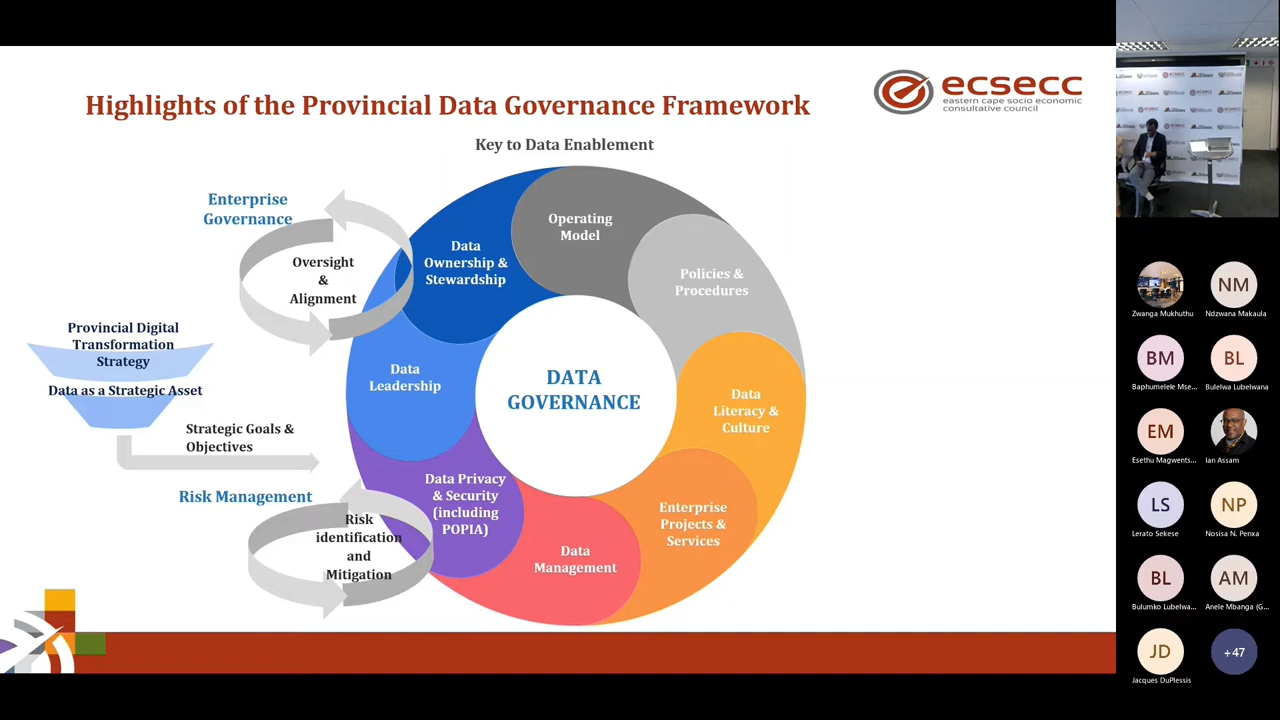 Highlights of the Provincial Data Governance Framework
ecsecc
eastern cape socio economic
consultative council
Key to Data Enablement
Enterprise
Governance
Oversight
&
Alignment
Provincial Digital
Transformation
Strategy
Data as a Strategic Asset
Strategic Goals &
Objectives
Risk Management
Risk
identification
and
Mitigation
Operating
Model
Policies &
Procedures
Data
Literacy &
Culture
Enterprise
Projects &
Services
Data
Management
Data Privacy
& Security
(including
POPIA)
Data
Leadership
Data
Ownership &
Stewardship
DATA
GOVERNANCE
Zwanga Mukhuthu
NM
Ndzwana Makaula
BM
Baphumelele Mse...
BL
Bulelwa Lubelwana
EM
Esethu Magwents...
Ian Assam
LS
Lerato Sekese
NP
Nosisa N. Penxa
BL
Bulumko Lubelwa...
AM
Anele Mbanga (G...
JD
Jacques DuPlessis
+47